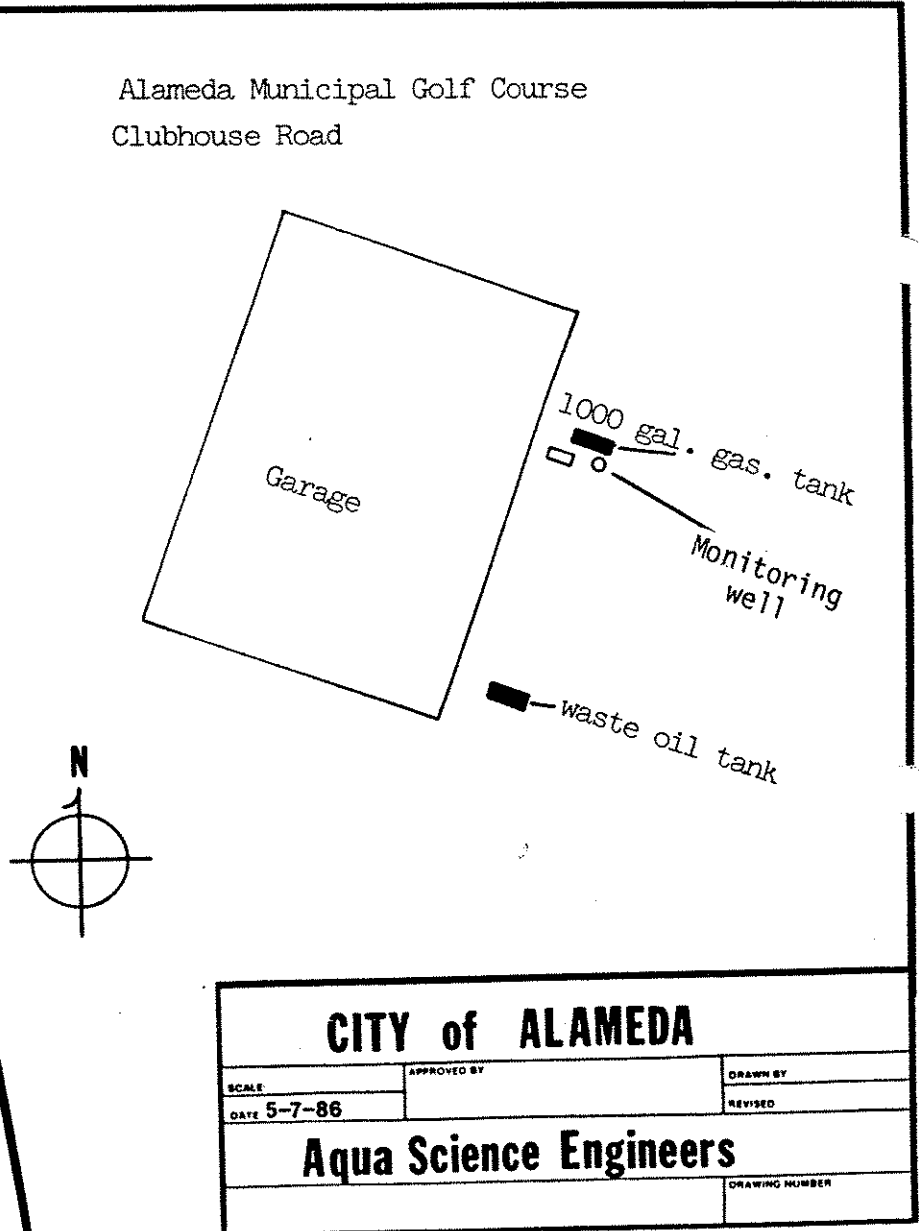 Alameda Municipal Golf Course
Clubhouse Road
1000 gal. gas. tank
Garage
Monitoring
well
waste oil tank
N
CITY of ALAMEDA
SCALE
APPROVED BY
DRAWN BY
DATE 5-7-86
REVISED
Aqua Science Engineers
DRAWING NUMBER